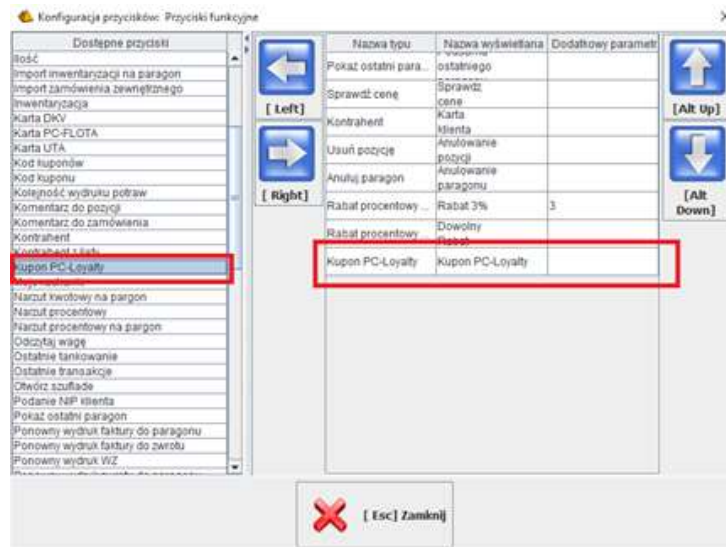 Konfiguracja przycisków: Przyciski funkcyjne
Dostępne przyciski
Ilość
Import inwentaryzacji na paragon
Import zamówienia zewnętrznego
Inwentaryzacja
Karta DKV
Karta PC-FLOTA
Karta UTA
Kod kuponów
Kod kuponu
Kolejność wydruku potraw
Komentarz do pozycji
Komentarz do zamówienia
Kontrahent
Kontrahent z listy
Kupon PC-Loyalty
Narzut kwotowy na pargon
Narzut procentowy
Narzut procentowy na pargon
Odczytaj wagę
Ostatnie tankowanie
Ostatnie transakcje
Otwórz szufladę
Podanie NIP klienta
Pokaż ostatni paragon
Ponowny wydruk faktury do paragonu
Ponowny wydruk faktury do zwrotu
Ponowny wydruk WZ
[ Left]
[ Right]
Nazwa typu Nazwa wyświetlana Dodatkowy parametr
Pokaż ostatni para... ostatniego
Sprawdź cenę Sprawdz cene
Kontrahent Karta klienta
Usuń pozycję Anulowanie pozycji
Anuluj paragon Anulowanie paragonu
Rabat procentowy ... Rabat 3% 3
Rabat procentowy ... Dowolny Rabat
Kupon PC-Loyalty Kupon PC-Loyalty
[Alt Up]
[Alt Down]
[ Esc] Zamknij